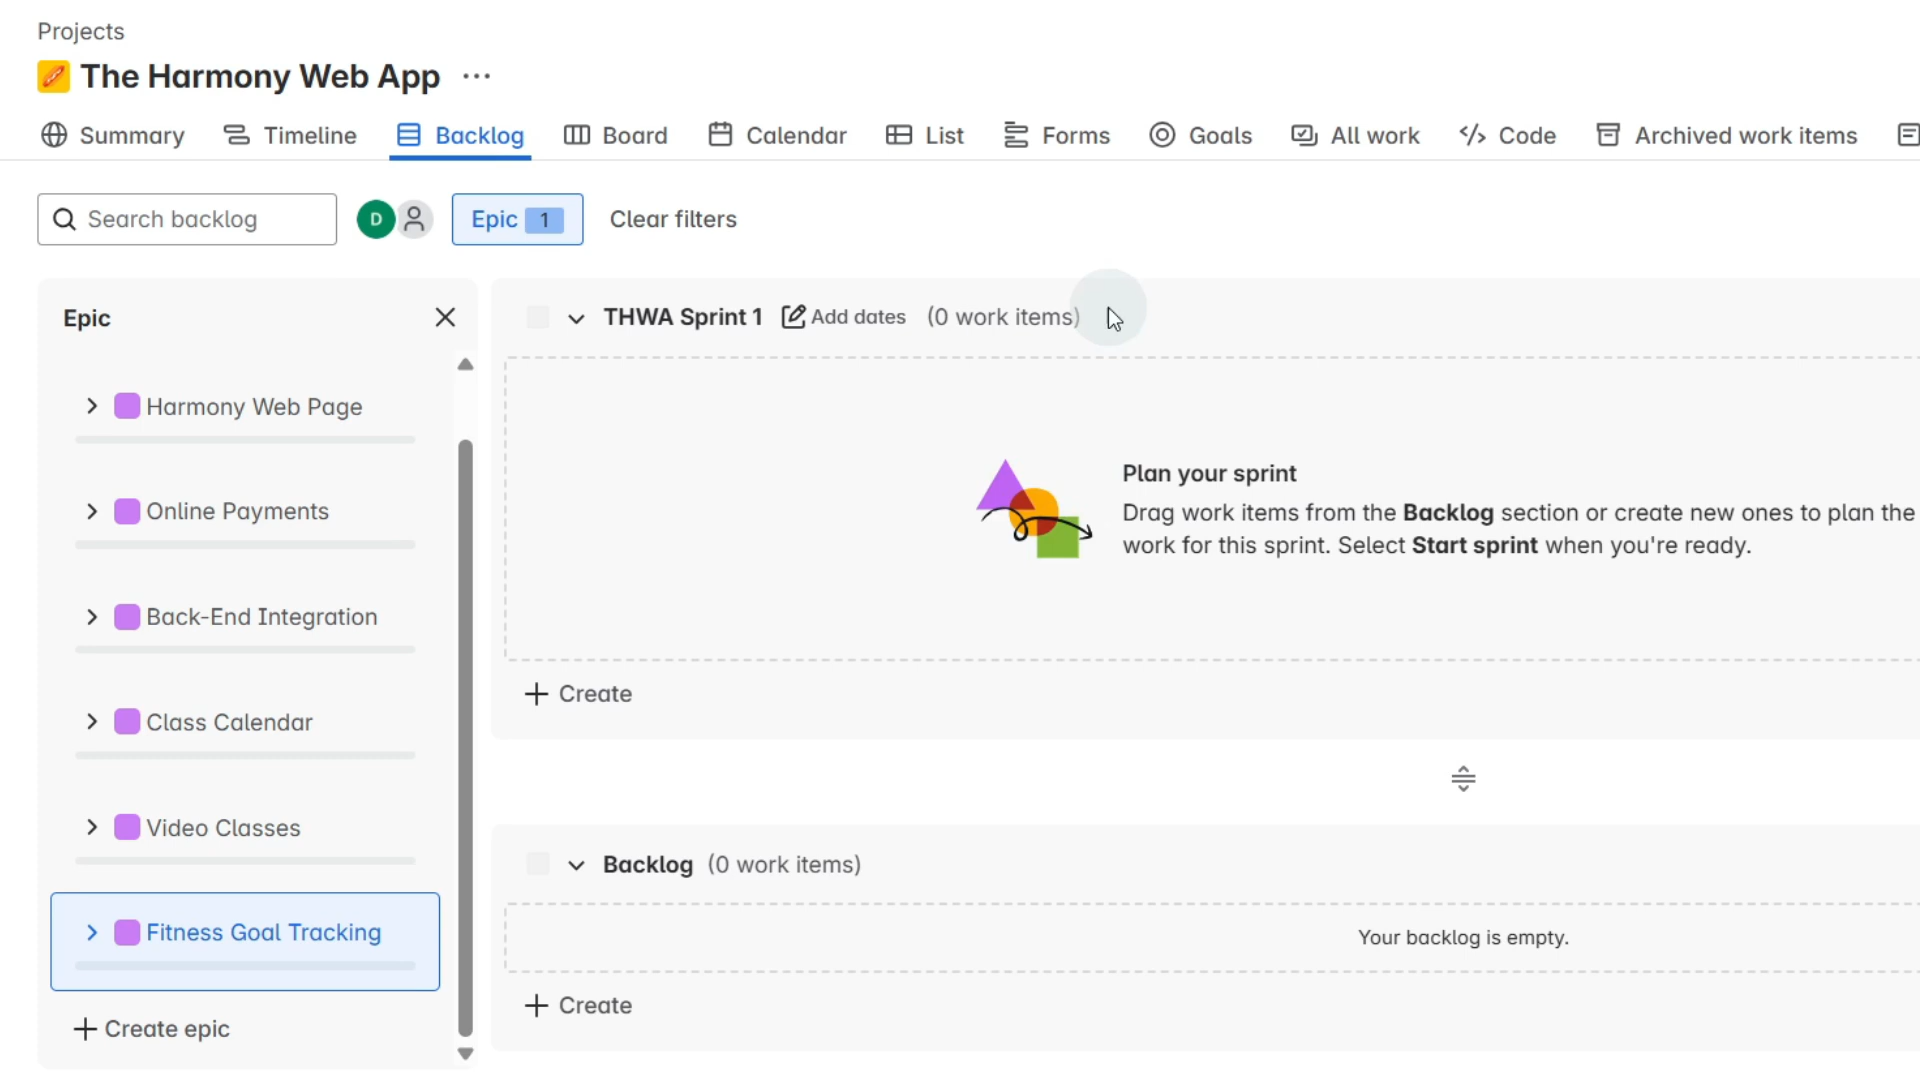 Projects
The Harmony Web App ...
Summary Timeline Backlog Board Calendar List Forms Goals All work Code Archived work items
Search backlog D Epic 1 Clear filters
Epic
Harmony Web Page
Online Payments
Back-End Integration
Class Calendar
Video Classes
Fitness Goal Tracking
+ Create epic
THWA Sprint 1 Add dates (0 work items)
Plan your sprint
Drag work items from the Backlog section or create new ones to plan the
work for this sprint. Select Start sprint when you're ready.
+ Create
Backlog (0 work items)
Your backlog is empty.
+ Create